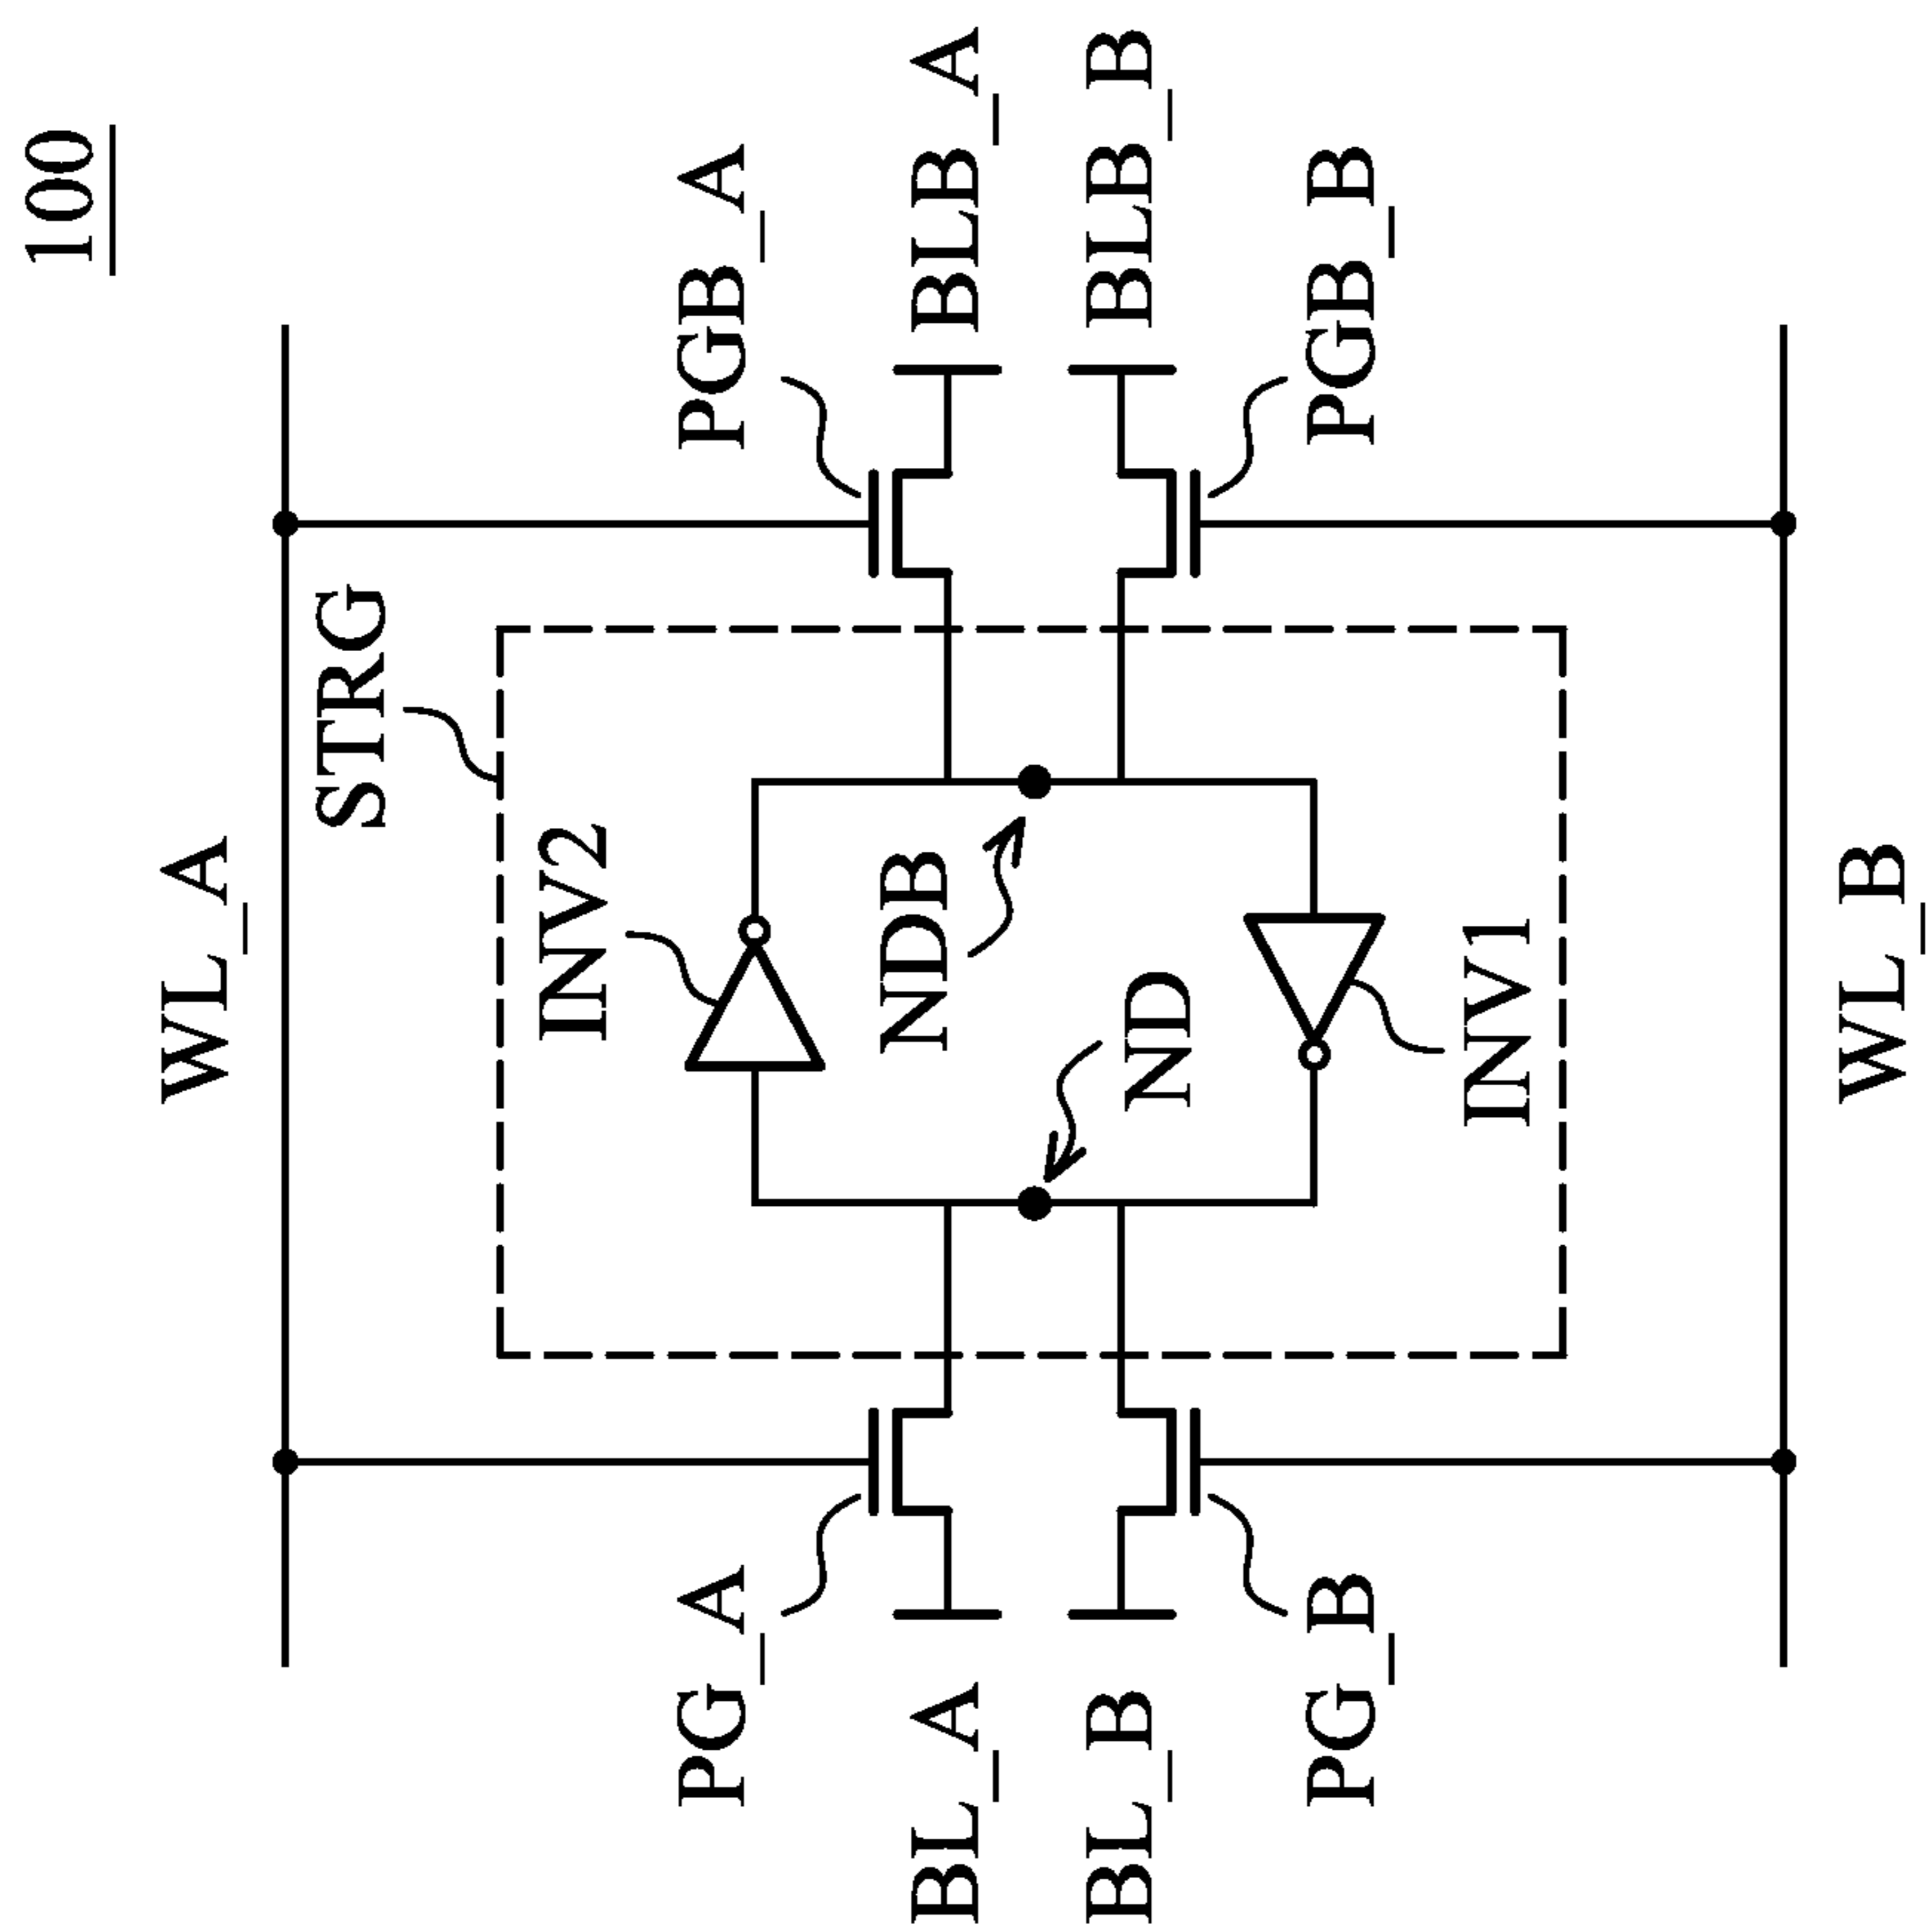 100
WL_A
STRG
PG_A
INV2
PGB_A
BL_A
NDB
BLB_A
BL_B
ND
BLB_B
PG_B
INV1
PGB_B
WL_B